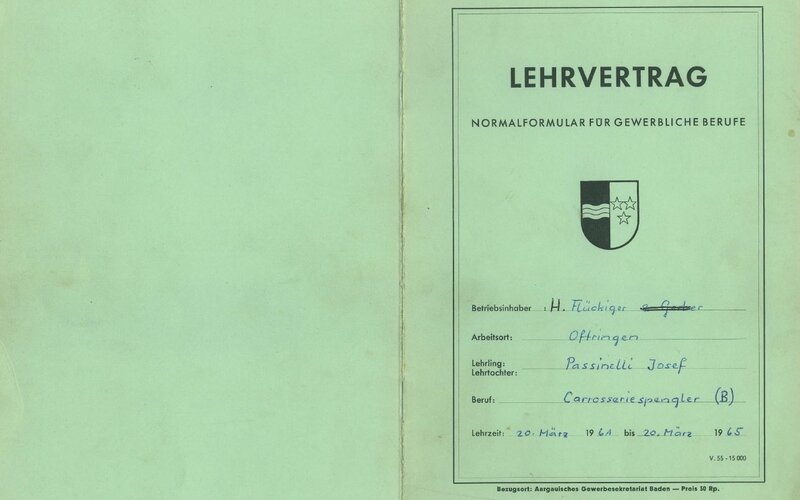 LEHRVERTRAG
NORMALFORMULAR FÜR GEWERBLICHE BERUFE
Betriebsinhaber : H. Flückiger
Arbeitsort: Oftringen
Lehrling: Passinelli Josef
Lehrtochter:
Beruf: Carrosseriespengler (B)
Lehrzeit: 20. März 1961 bis 20. März 1965
V. 55 - 15 000
Bezugsort: Aargauisches Gewerbesekretariat Baden — Preis 50 Rp.